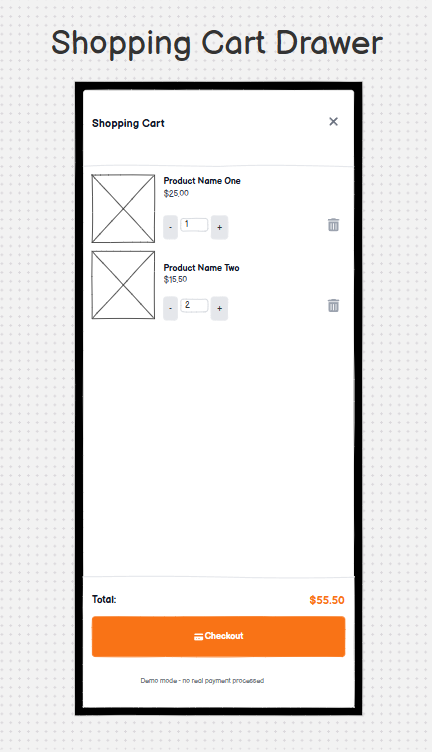 Shopping Cart Drawer
Shopping Cart
Product Name One
$25.00
- 1 +
Product Name Two
$15.50
- 2 +
Total: $55.50
Checkout
Demo mode - no real payment processed